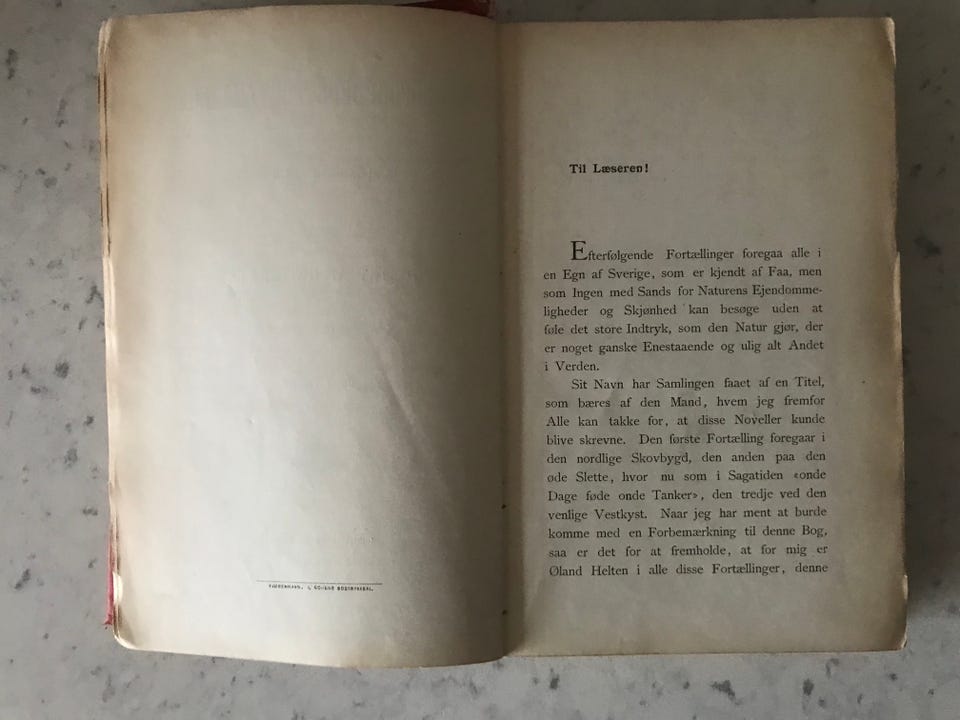 KJØBENHAVN. I. COHENS BOGTRYKKERI.
Til Læseren!
Efterfølgende Fortællinger foregaa alle i
en Egn af Sverige, som er kjendt af Faa, men
som Ingen med Sands for Naturens Ejendomme-
ligheder og Skjønhed kan besøge uden at
føle det store Indtryk, som den Natur gjør, der
er noget ganske Enestaaende og ulig alt Andet
i Verden.
Sit Navn har Samlingen faaet af en Titel,
som bæres af den Mand, hvem jeg fremfor
Alle kan takke for, at disse Noveller kunde
blive skrevne. Den første Fortælling foregaar i
den nordlige Skovbygd, den anden paa den
øde Slette, hvor nu som i Sagatiden «onde
Dage føde onde Tanker», den tredje ved den
venlige Vestkyst. Naar jeg har ment at burde
komme med en Forbemærkning til denne Bog,
saa er det for at fremholde, at for mig er
Øland Helten i alle disse Fortællinger, denne